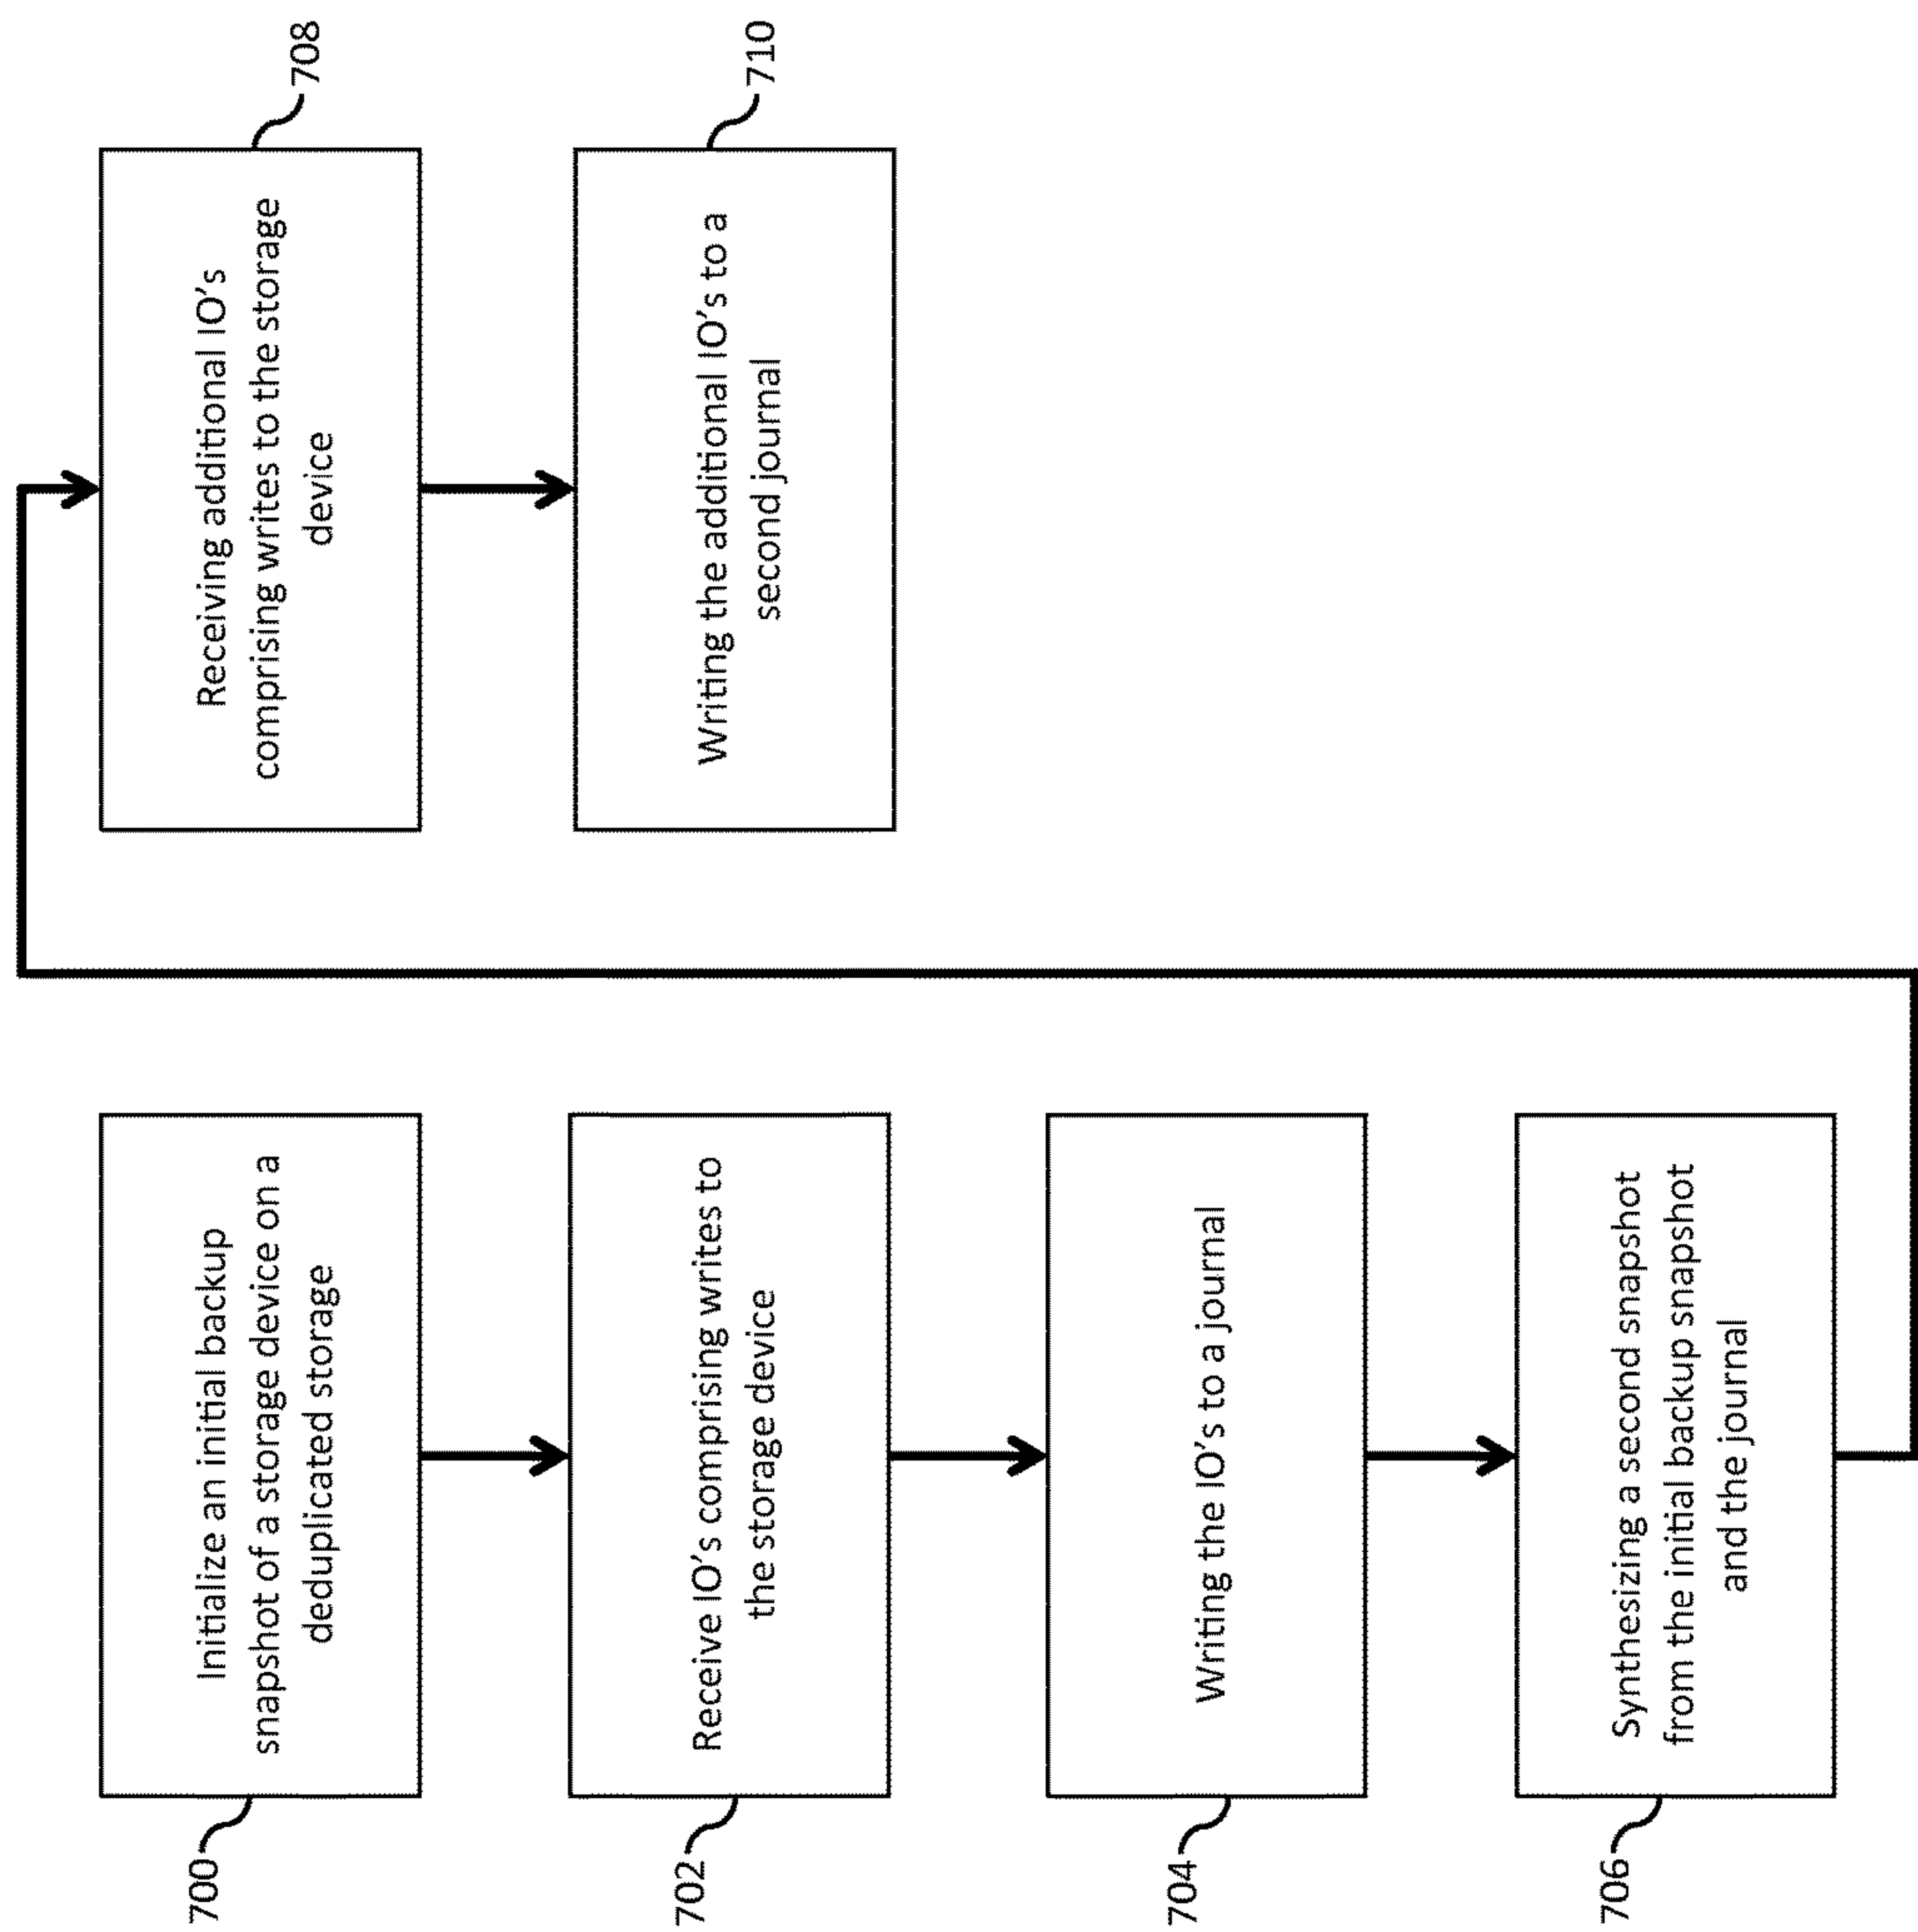 700
Initialize an initial backup
snapshot of a storage device on a
deduplicated storage
702
Receive IO's comprising writes to
the storage device
704
Writing the IO's to a journal
706
Synthesizing a second snapshot
from the initial backup snapshot
and the journal
708
Receiving additional IO's
comprising writes to the storage
device
710
Writing the additional IO's to a
second journal